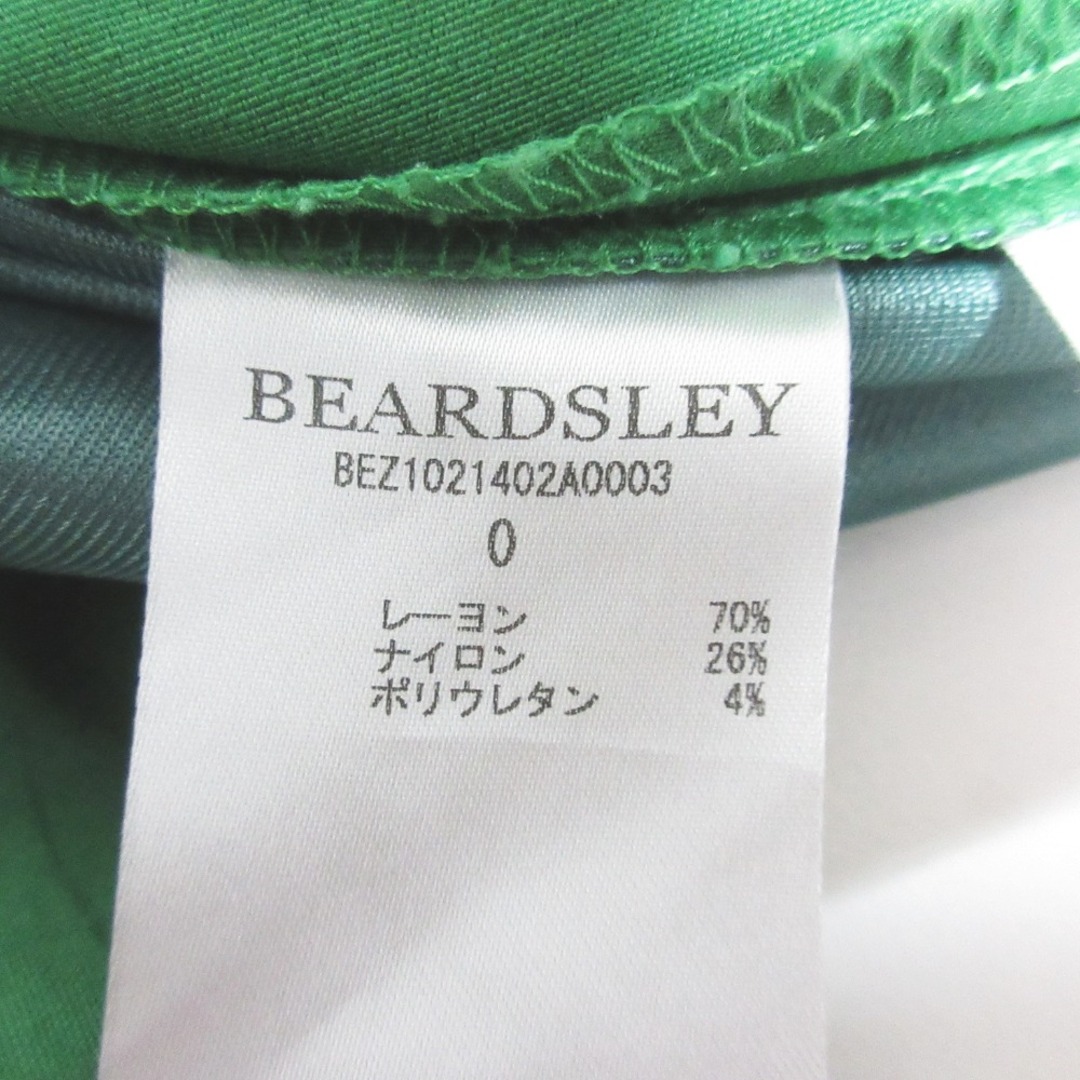 BEARDSLEY
BEZ1021402A0003
0
レーヨン 70%
ナイロン 26%
ポリウレタン 4%